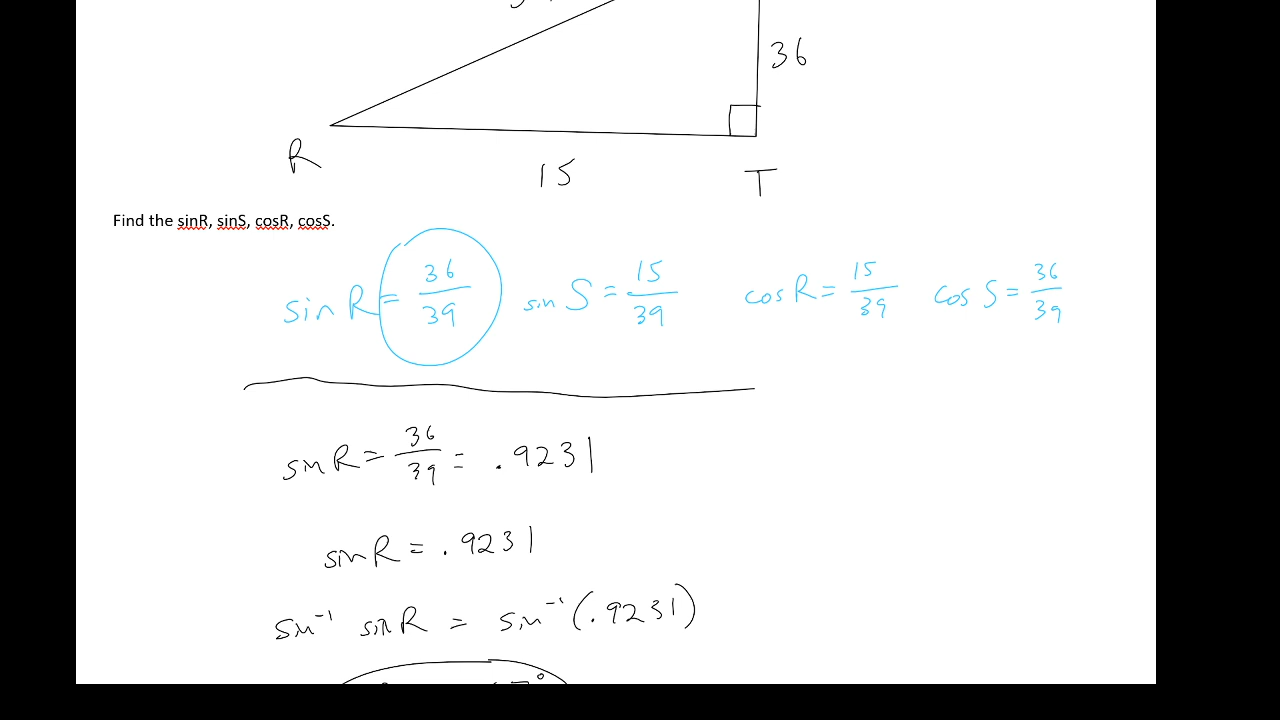 36
R
15
T
Find the sinR, sinS, cosR, cosS.
sin R = 36/39 sin S = 15/39 cos R = 15/39 cos S = 36/39
sin R = 36/39 = .9231
sin R = .9231
sin⁻¹ sin R = sin⁻¹ (.9231)